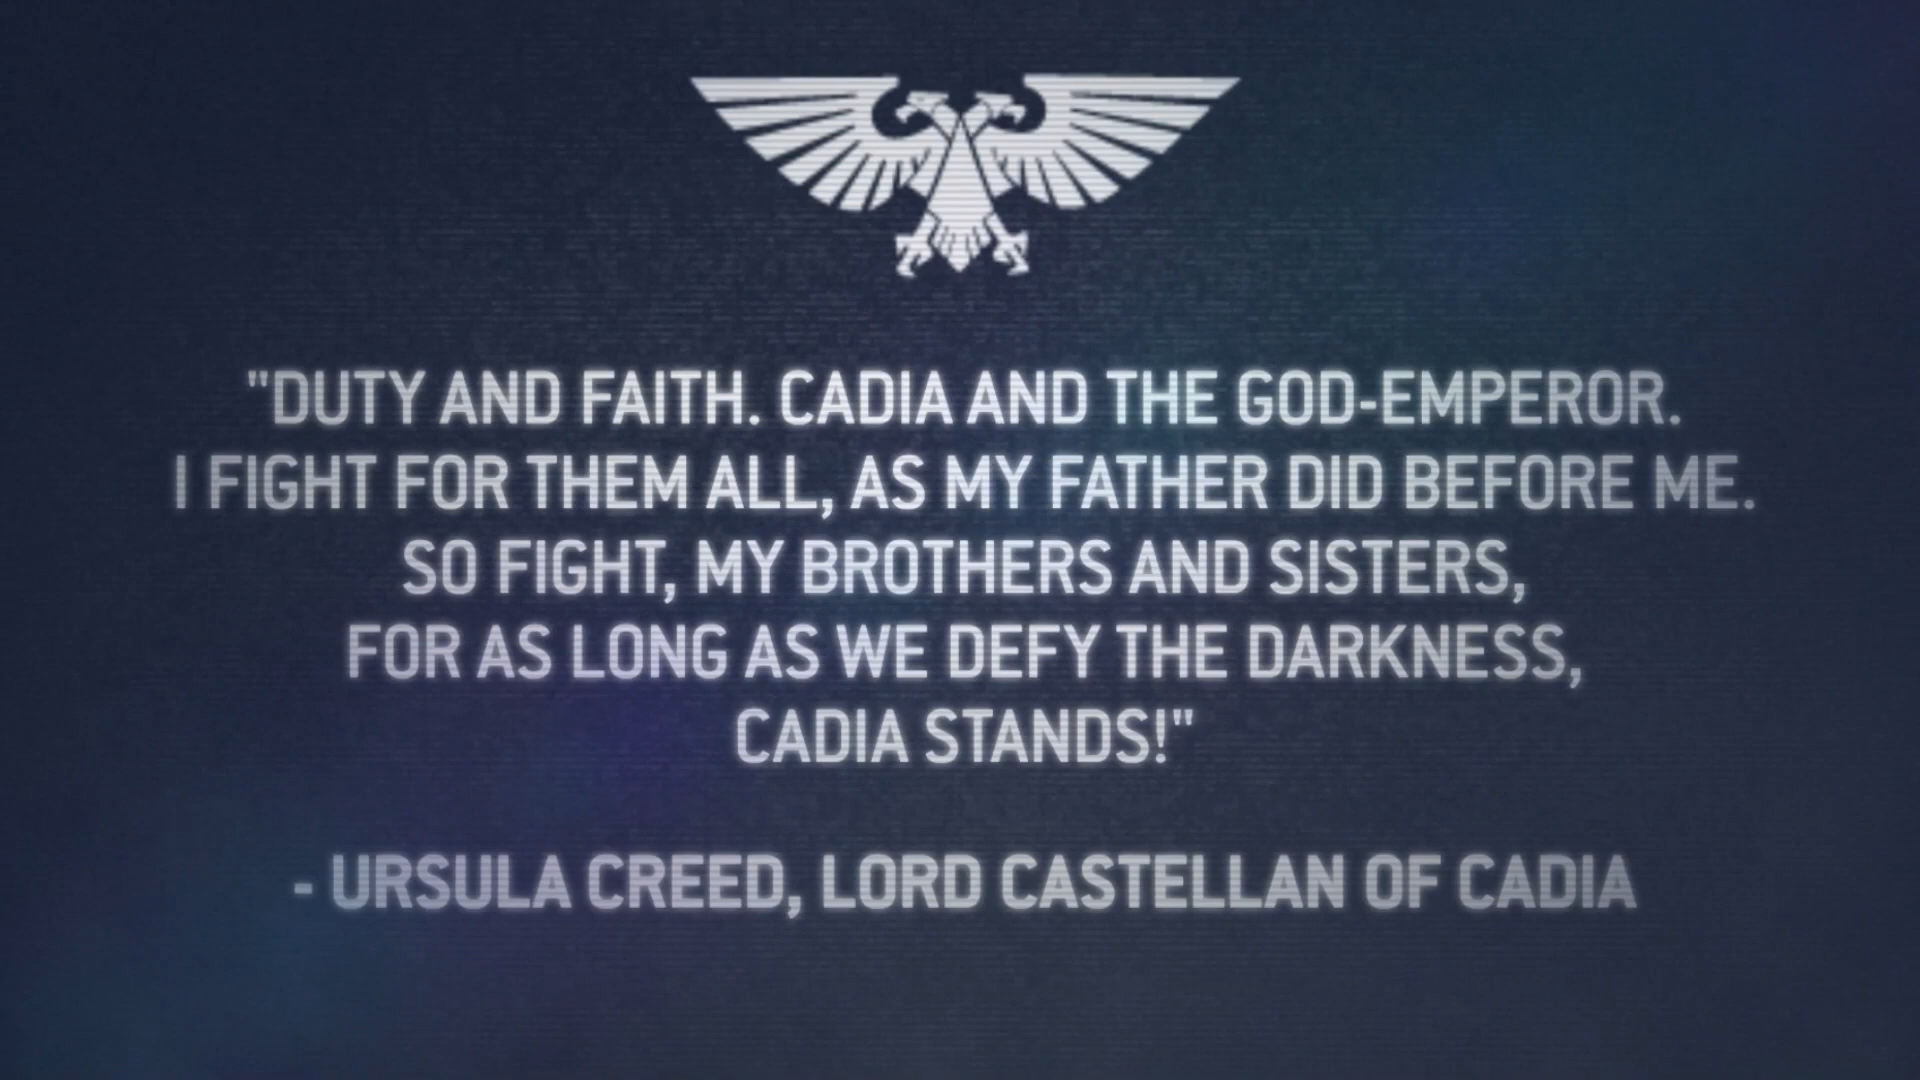 "DUTY AND FAITH. CADIA AND THE GOD-EMPEROR.
I FIGHT FOR THEM ALL, AS MY FATHER DID BEFORE ME.
SO FIGHT, MY BROTHERS AND SISTERS,
FOR AS LONG AS WE DEFY THE DARKNESS,
CADIA STANDS!"
- URSULA CREED, LORD CASTELLAN OF CADIA